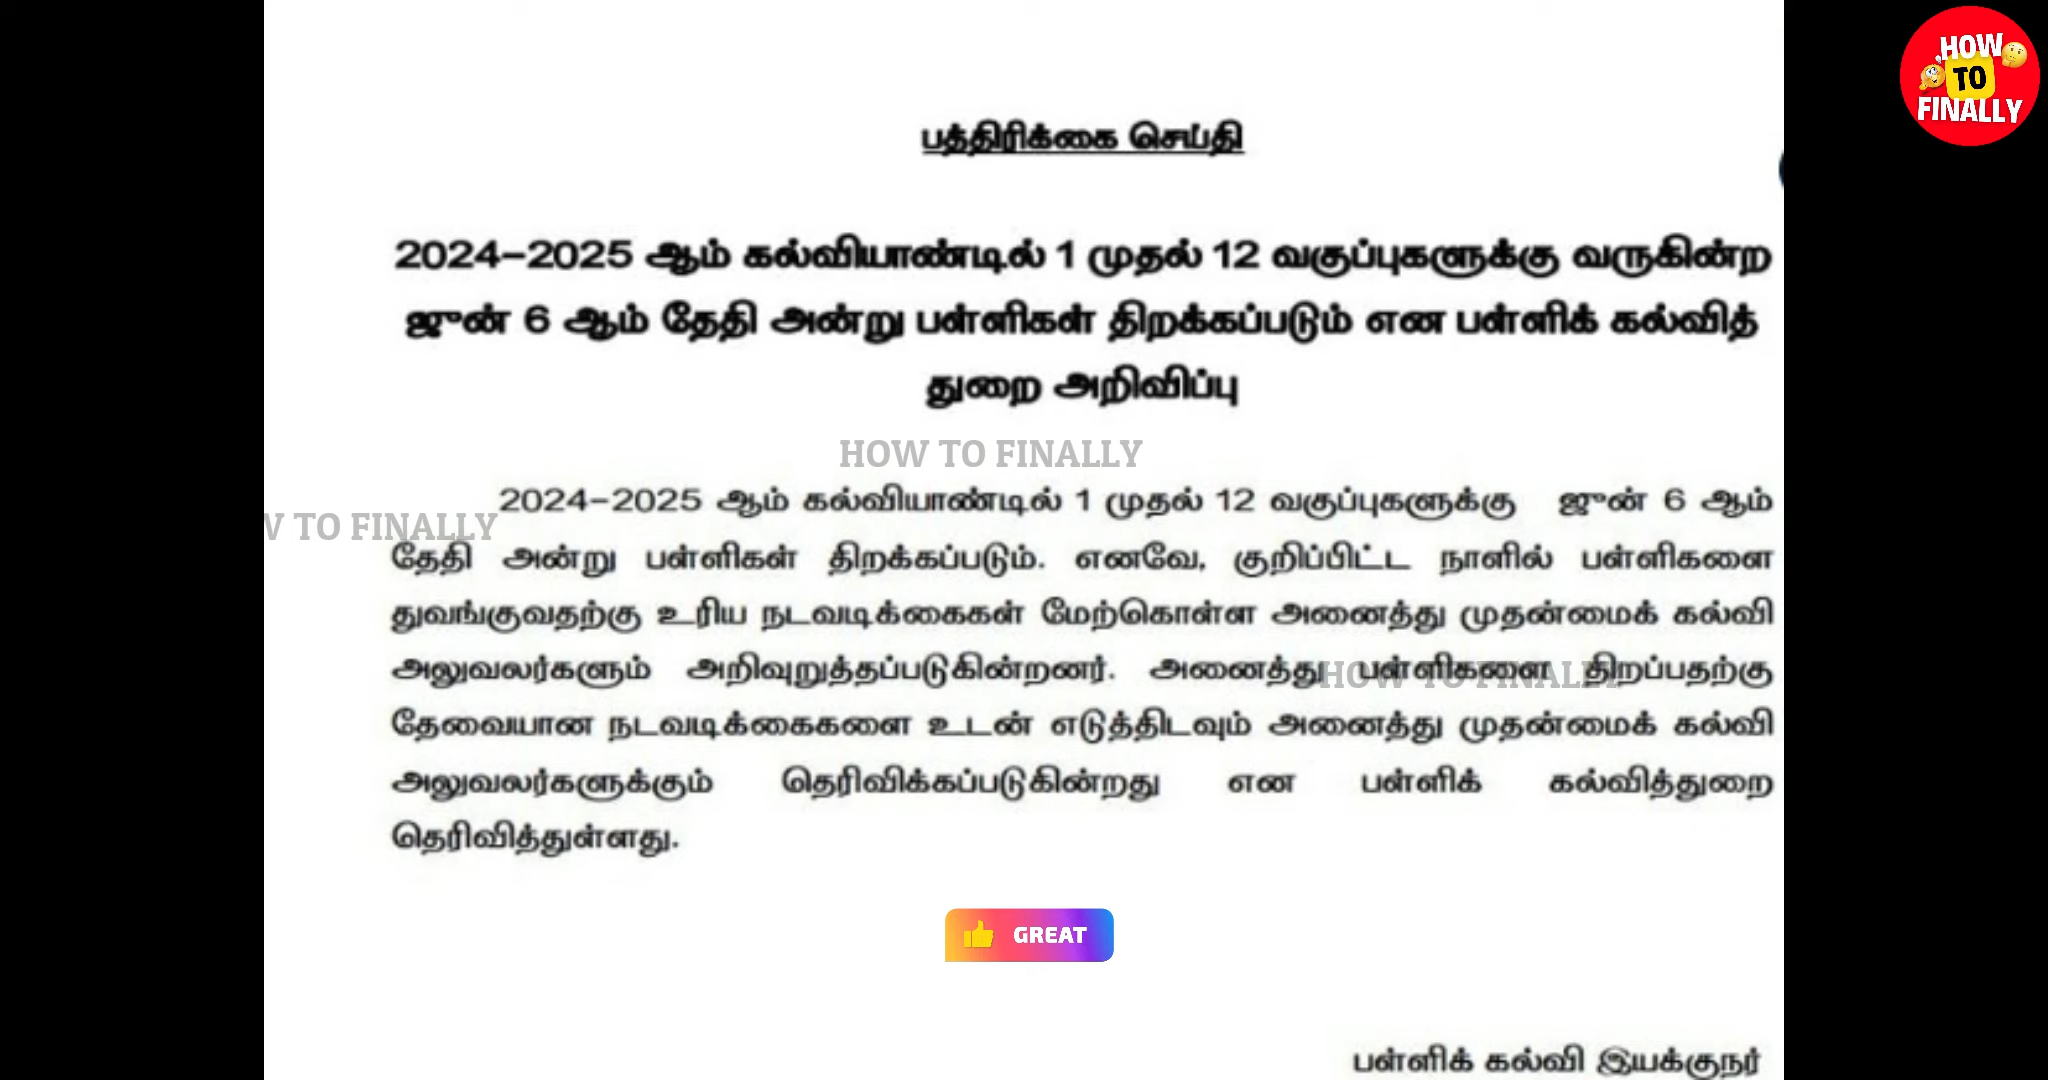 HOW
TO
FINALLY
பத்திரிக்கை செய்தி
2024–2025 ஆம் கல்வியாண்டில் 1 முதல் 12 வகுப்புகளுக்கு வருகின்ற
ஜுன் 6 ஆம் தேதி அன்று பள்ளிகள் திறக்கப்படும் என பள்ளிக் கல்வித்
துறை அறிவிப்பு
HOW TO FINALLY
2024–2025 ஆம் கல்வியாண்டில் 1 முதல் 12 வகுப்புகளுக்கு ஜுன் 6 ஆம்
W TO FINALLY
தேதி அன்று பள்ளிகள் திறக்கப்படும். எனவே, குறிப்பிட்ட நாளில் பள்ளிகளை
துவங்குவதற்கு உரிய நடவடிக்கைகள் மேற்கொள்ள அனைத்து முதன்மைக் கல்வி
அலுவலர்களும் அறிவுறுத்தப்படுகின்றனர். அனைத்து பள்ளிகளை திறப்பதற்கு
HOW TO FINALLY
தேவையான நடவடிக்கைகளை உடன் எடுத்திடவும் அனைத்து முதன்மைக் கல்வி
அலுவலர்களுக்கும் தெரிவிக்கப்படுகின்றது என பள்ளிக் கல்வித்துறை
தெரிவித்துள்ளது.
GREAT
பள்ளிக் கல்வி இயக்குநர்